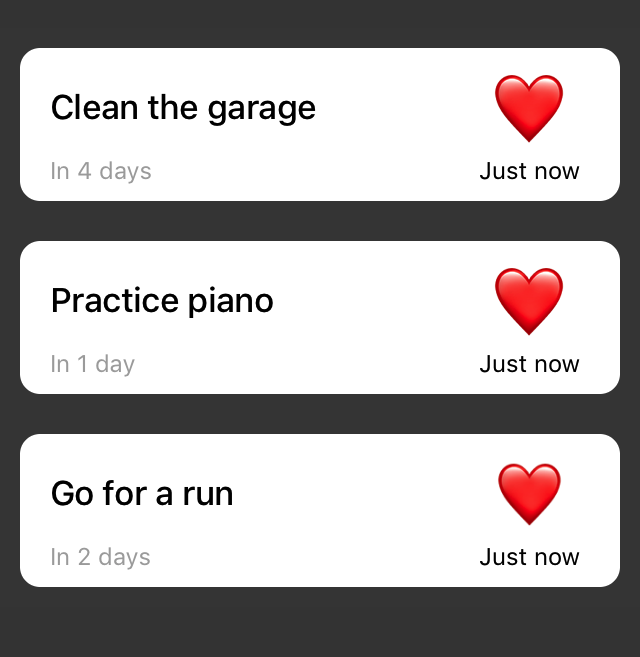 Clean the garage
In 4 days
Just now
Practice piano
In 1 day
Just now
Go for a run
In 2 days
Just now